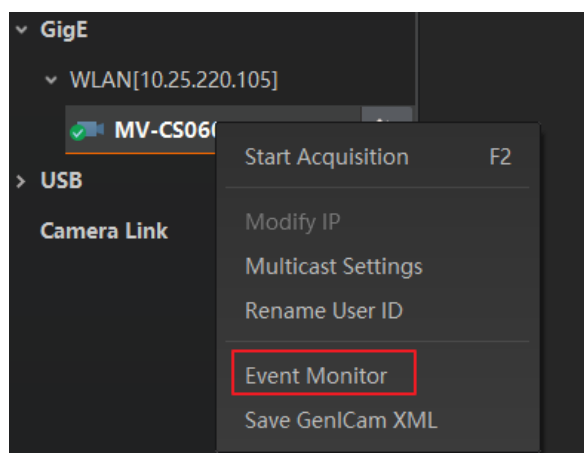 GigE
WLAN[10.25.220.105]
MV-CS06
Start Acquisition F2
USB
Modify IP
Camera Link
Multicast Settings
Rename User ID
Event Monitor
Save GenICam XML